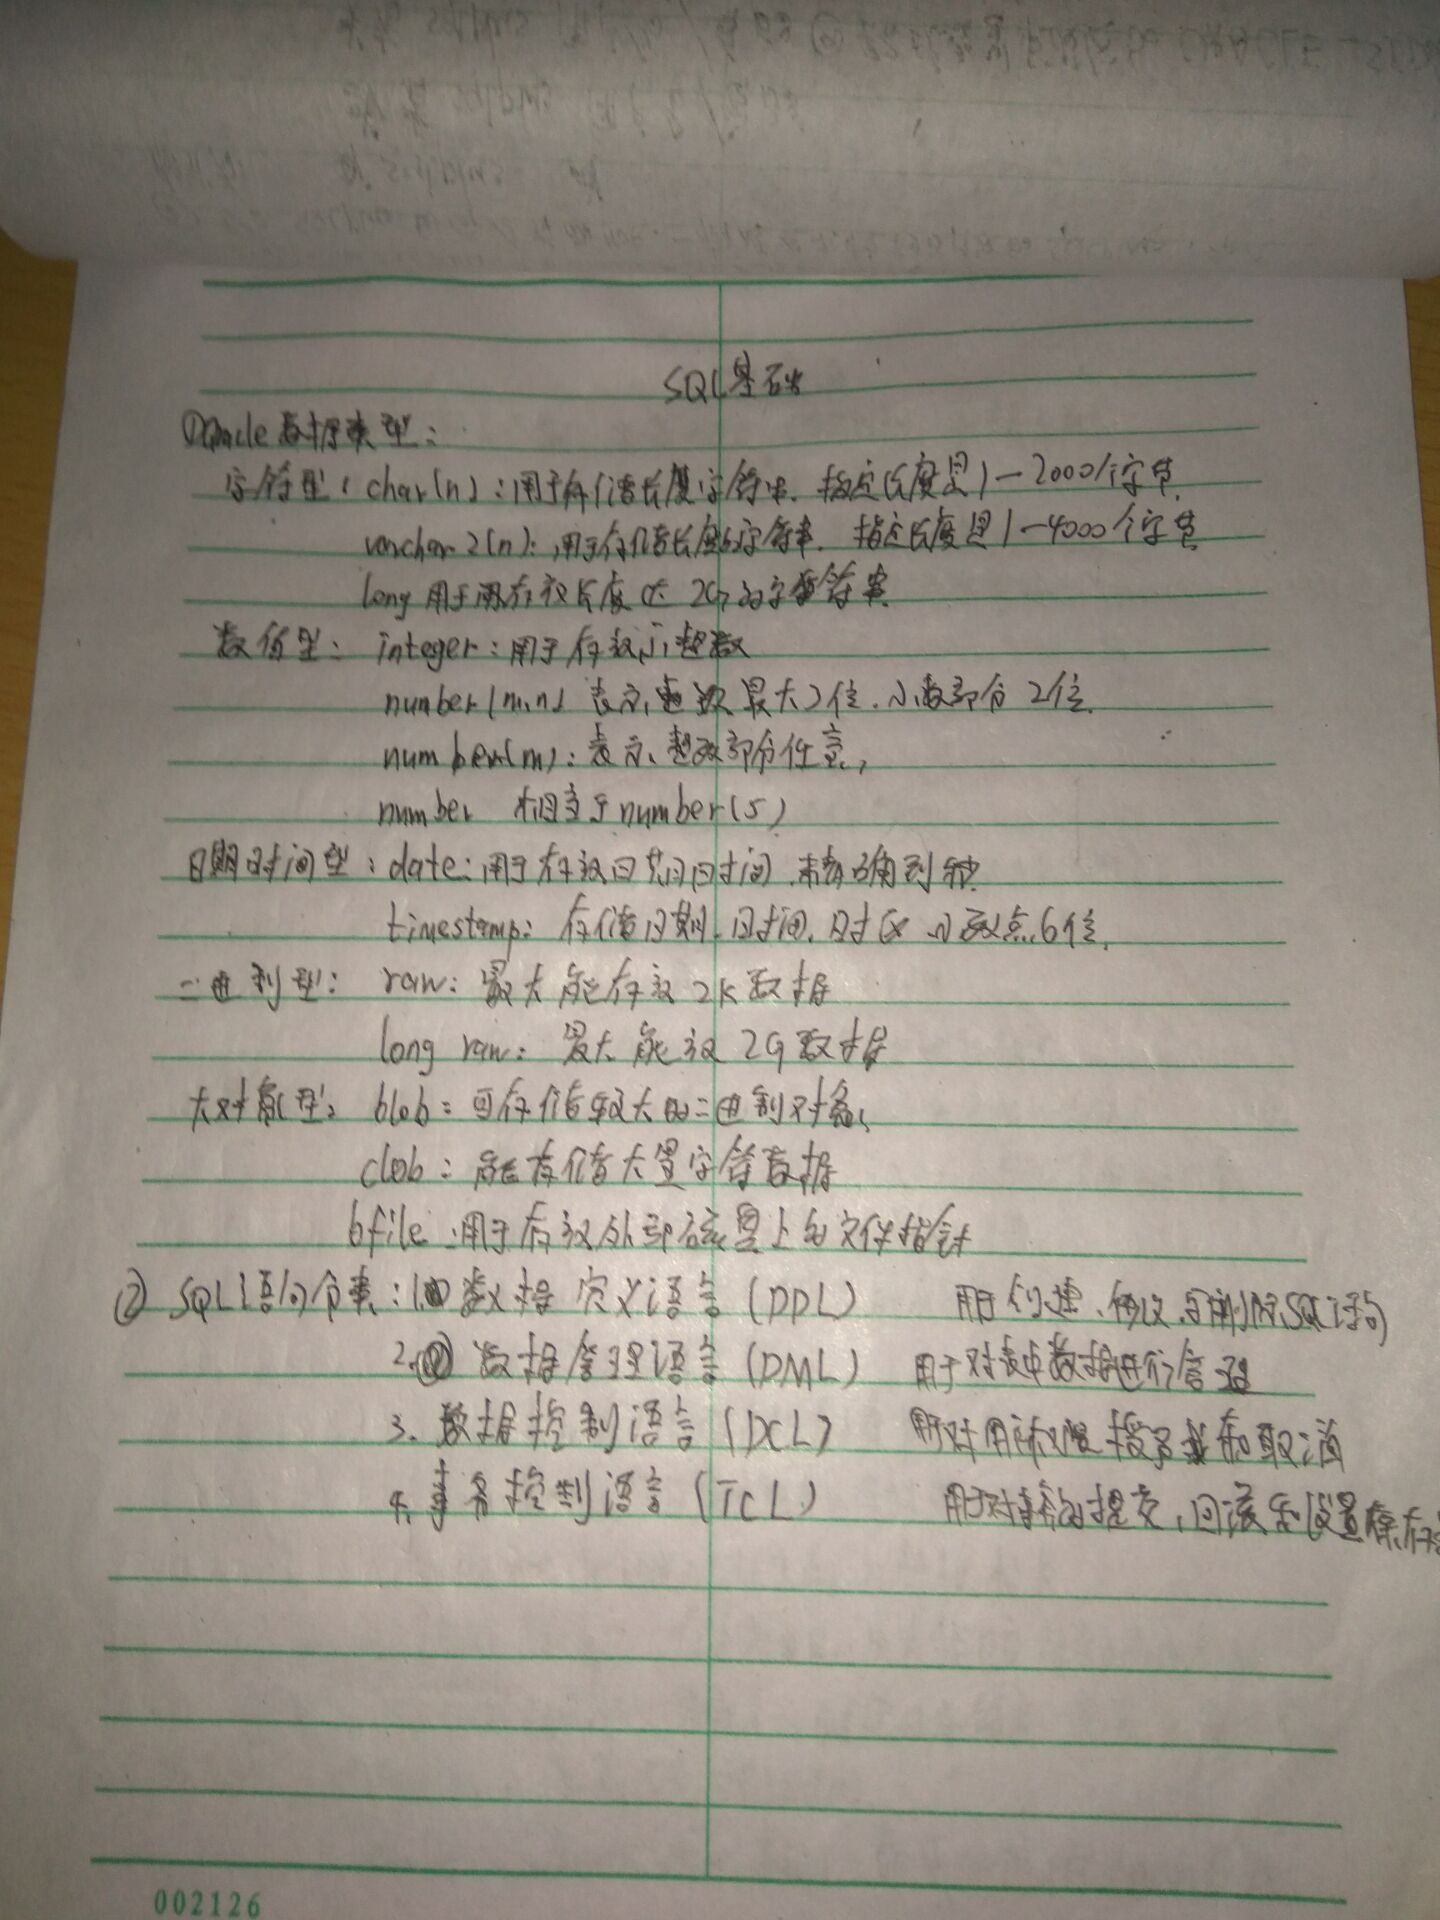 SQL基础
①Oracle数据类型：
字符型：char(n)：用于存储长度字符串．指定长度是1—2000个字节．
varchar2(n)：用于存储长度的字符串．指定长度是1—4000个字节
long 用于存放长度达2G的字符串
数值型：integer：用于存放小整数
number(m,n) 表示整数最大2位．小数部分2位．
number(m)：表示整数部分任意，
number 相当于number(5)
日期时间型：date：用于存放日期时间．精确到秒
timestamp：存储日期、时间、时区 小数点6位．
二进制型：raw：最大能存放2K数据
long raw：最大能放2G数据
大对象型：blob：可存储较大的二进制对象、
clob：能存储大量字符数据
bfile：用于存放外部磁盘上的文件指针
② SQL语句分类：1. 数据定义语言(DDL) 用于创建、修改、删除SQL语句
2. 数据管理语言(DML) 用于对表中数据进行管理
3. 数据控制语言(DCL) 用于对用户权限授予和取消
4. 事务控制语言(TCL) 用于对事务的提交，回滚和设置保存
002126